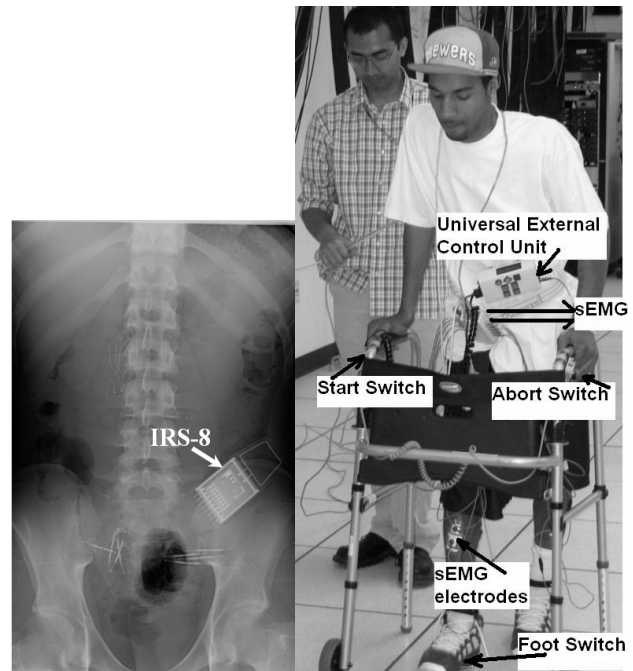 IRS-8
Brewers
Universal External
Control Unit
sEMG
Start Switch
Abort Switch
sEMG
electrodes
Foot Switch